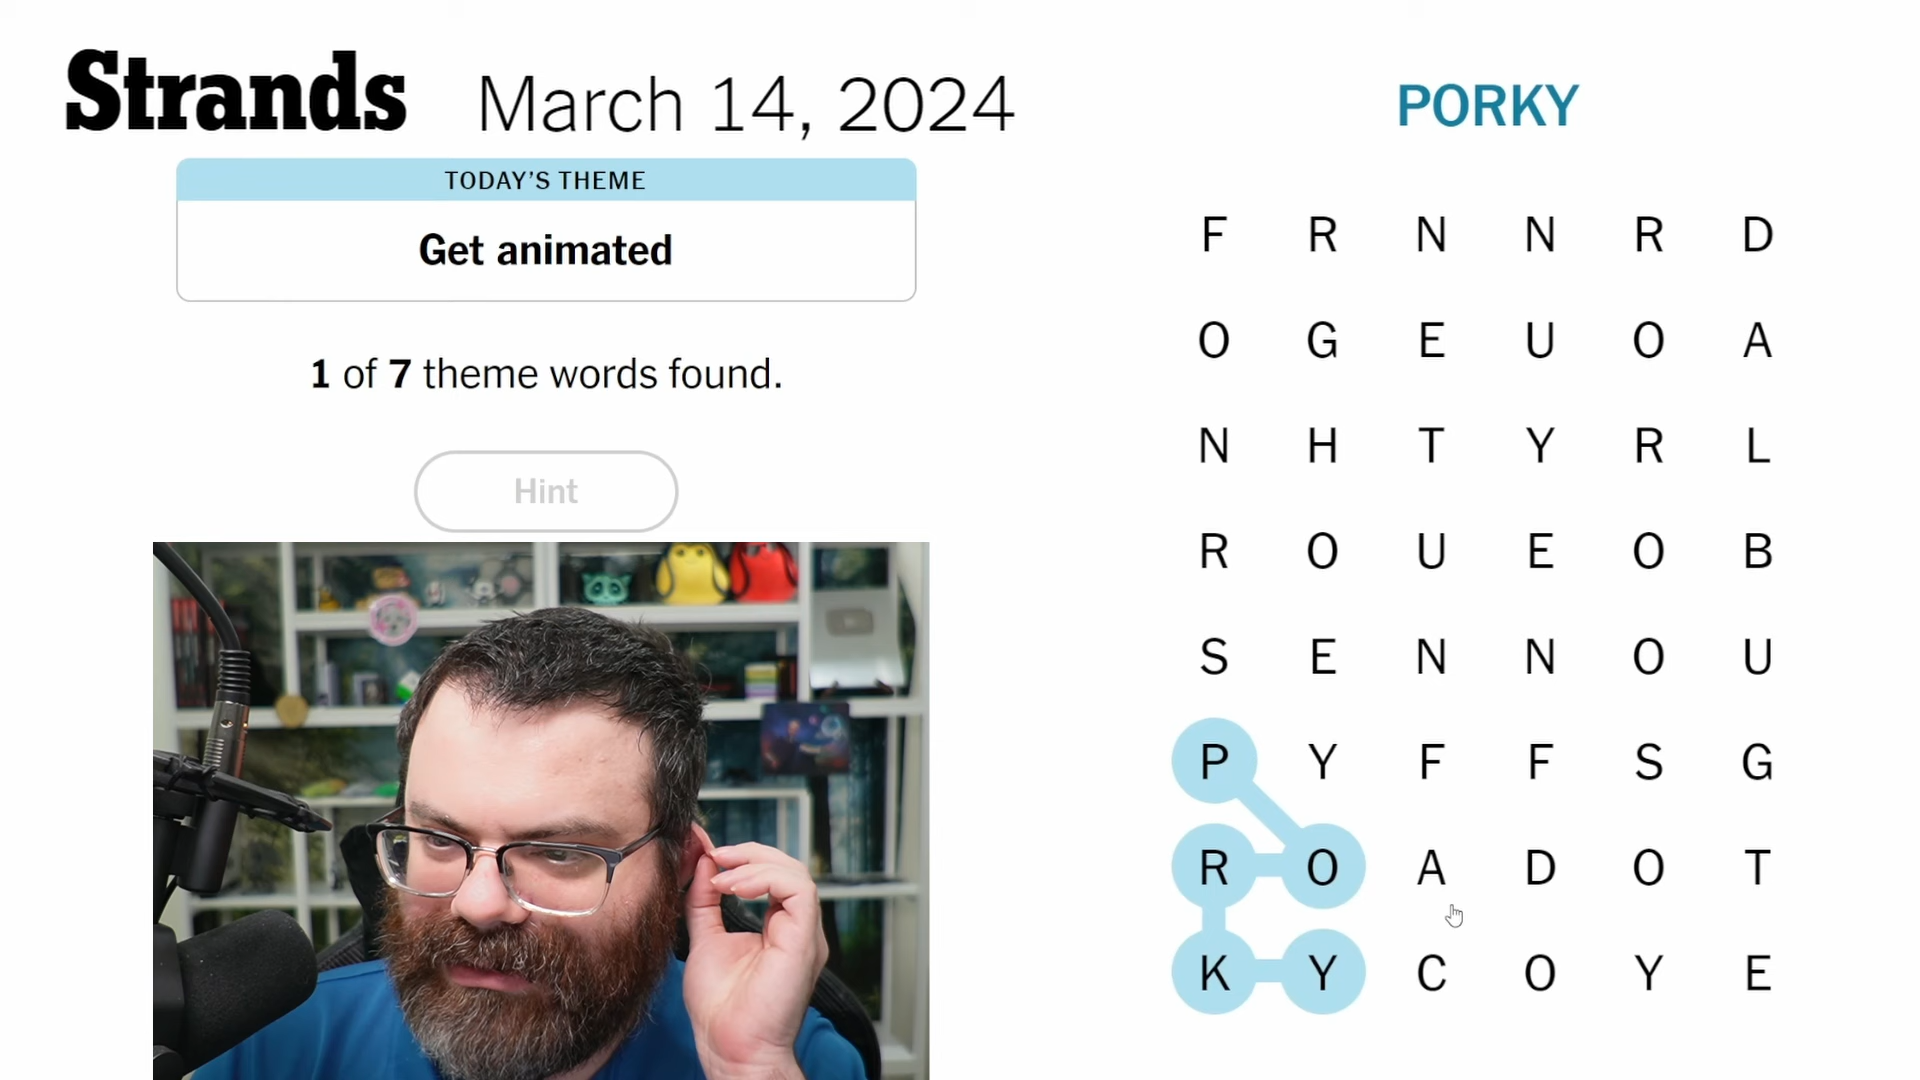 Strands March 14, 2024
TODAY'S THEME
Get animated
1 of 7 theme words found.
Hint
PORKY
F R N N R D
O G E U O A
N H T Y R L
R O U E O B
S E N N O U
P Y F F S G
R O A D O T
K Y C O Y E